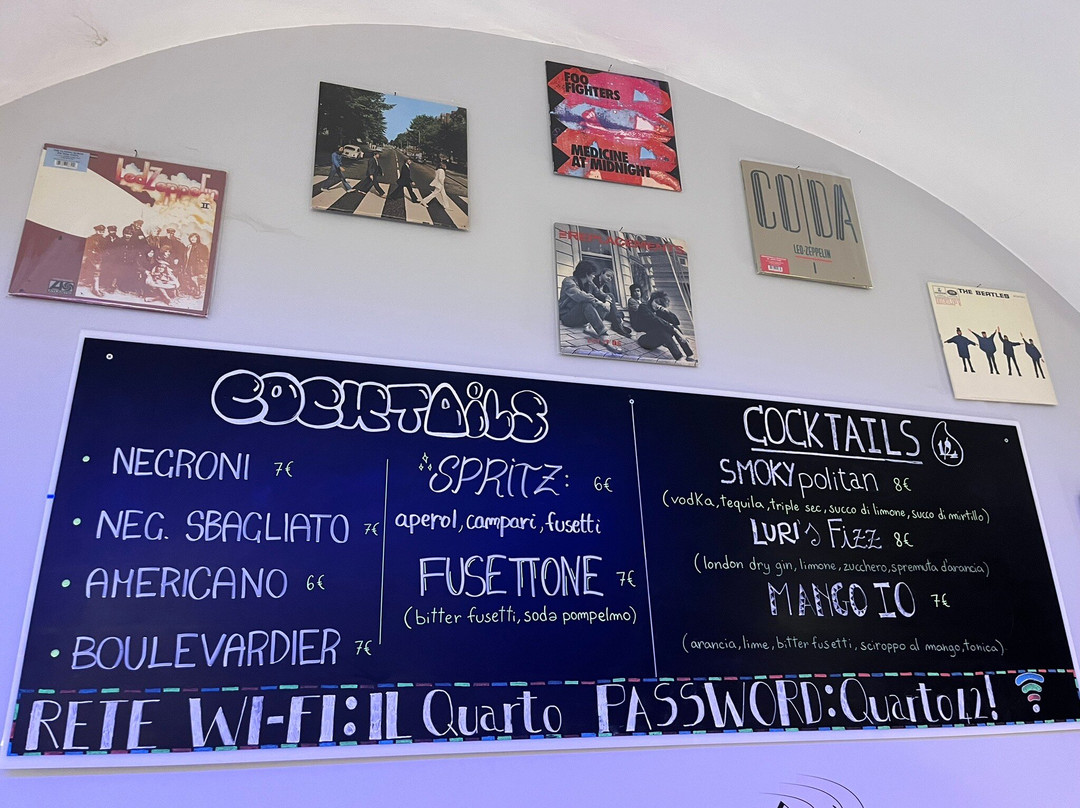 FOO
FIGHTERS
MEDICINE
AT MIDNIGHT
LED ZEPPELIN
II
CODA
LED ZEPPELIN
THE BEATLES
COCKTAILS
NEGRONI 7€
NEG. SBAGLIATO 7€
AMERICANO 6€
BOULEVARDIER 7€
SPRITZ: 6€
aperol, campari, fusetti
FUSETTONE 7€
(bitter fusetti, soda pompelmo)
COCKTAILS
SMOKYpolitan 8€
(vodka, tequila, triple sec, succo di limone, succo di mirtillo)
LURI's Fizz 8€
(london dry gin, limone, zucchero, spremuta d'arancia)
MANGO IO 7€
(arancia, lime, bitter fusetti, sciroppo al mango, tonica)
RETE WI-FI: IL Quarto PASSWORD: Quarto42!